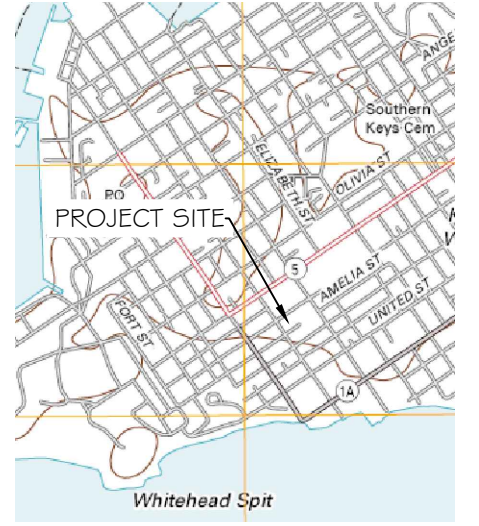 ANGE
Southern
Keys Cem
ELIZABETH ST
OLIVIA ST
PO
PROJECT SITE
5
AMELIA ST
UNITED ST
FORT ST
1A
Whitehead Spit